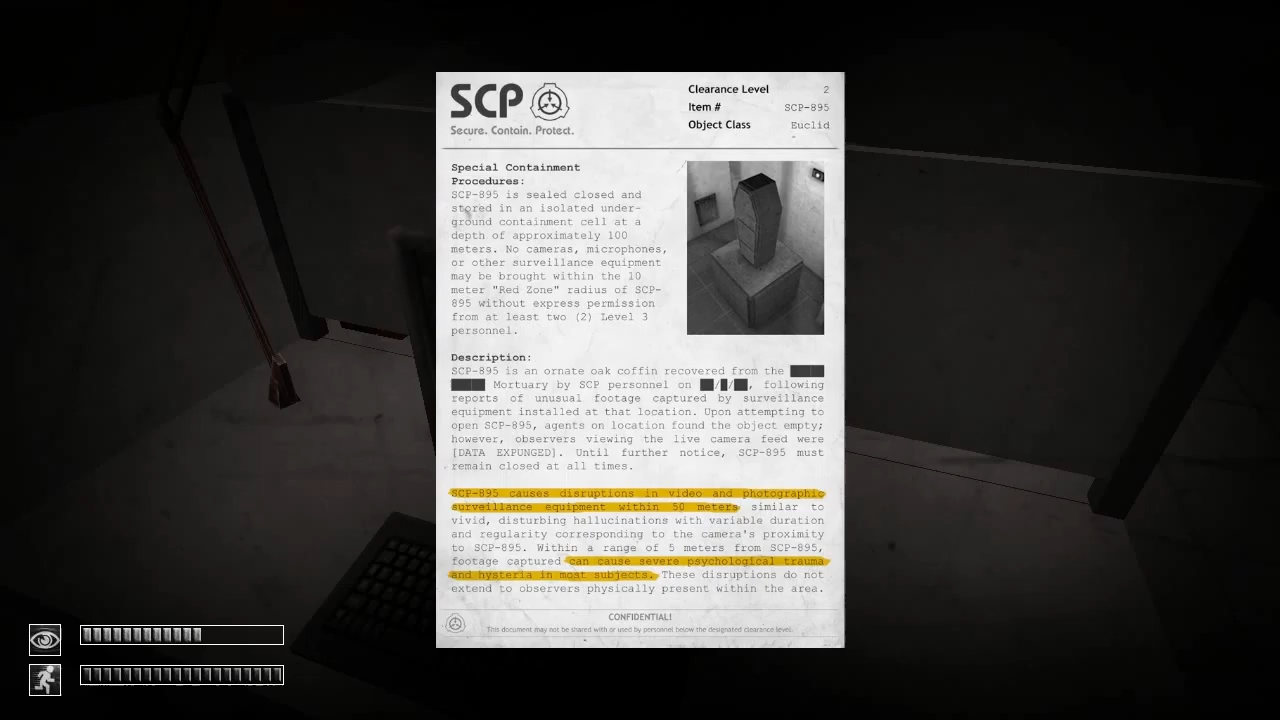 SCP
Secure. Contain. Protect.
Clearance Level 2
Item # SCP-895
Object Class Euclid
Special Containment
Procedures:
SCP-895 is sealed closed and
stored in an isolated under-
ground containment cell at a
depth of approximately 100
meters. No cameras, microphones,
or other surveillance equipment
may be brought within the 10
meter "Red Zone" radius of SCP-
895 without express permission
from at least two (2) Level 3
personnel.
Description:
SCP-895 is an ornate oak coffin recovered from the █████
█████ Mortuary by SCP personnel on ██/█/██, following
reports of unusual footage captured by surveillance
equipment installed at that location. Upon attempting to
open SCP-895, agents on location found the object empty;
however, observers viewing the live camera feed were
[DATA EXPUNGED]. Until further notice, SCP-895 must
remain closed at all times.
SCP-895 causes disruptions in video and photographic
surveillance equipment within 50 meters similar to
vivid, disturbing hallucinations with variable duration
and regularity corresponding to the camera's proximity
to SCP-895. Within a range of 5 meters from SCP-895,
footage captured can cause severe psychological trauma
and hysteria in most subjects. These disruptions do not
extend to observers physically present within the area.
CONFIDENTIAL!
This document may not be shared with or used by personnel below the designated clearance level.